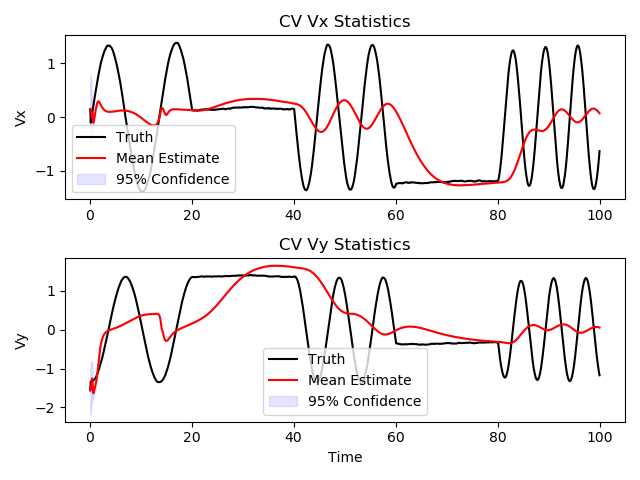 CV Vx Statistics
1
0
−1
Vx
Truth
Mean Estimate
95% Confidence
0 20 40 60 80 100
CV Vy Statistics
1
0
−1
−2
Vy
Truth
Mean Estimate
95% Confidence
0 20 40 60 80 100
Time